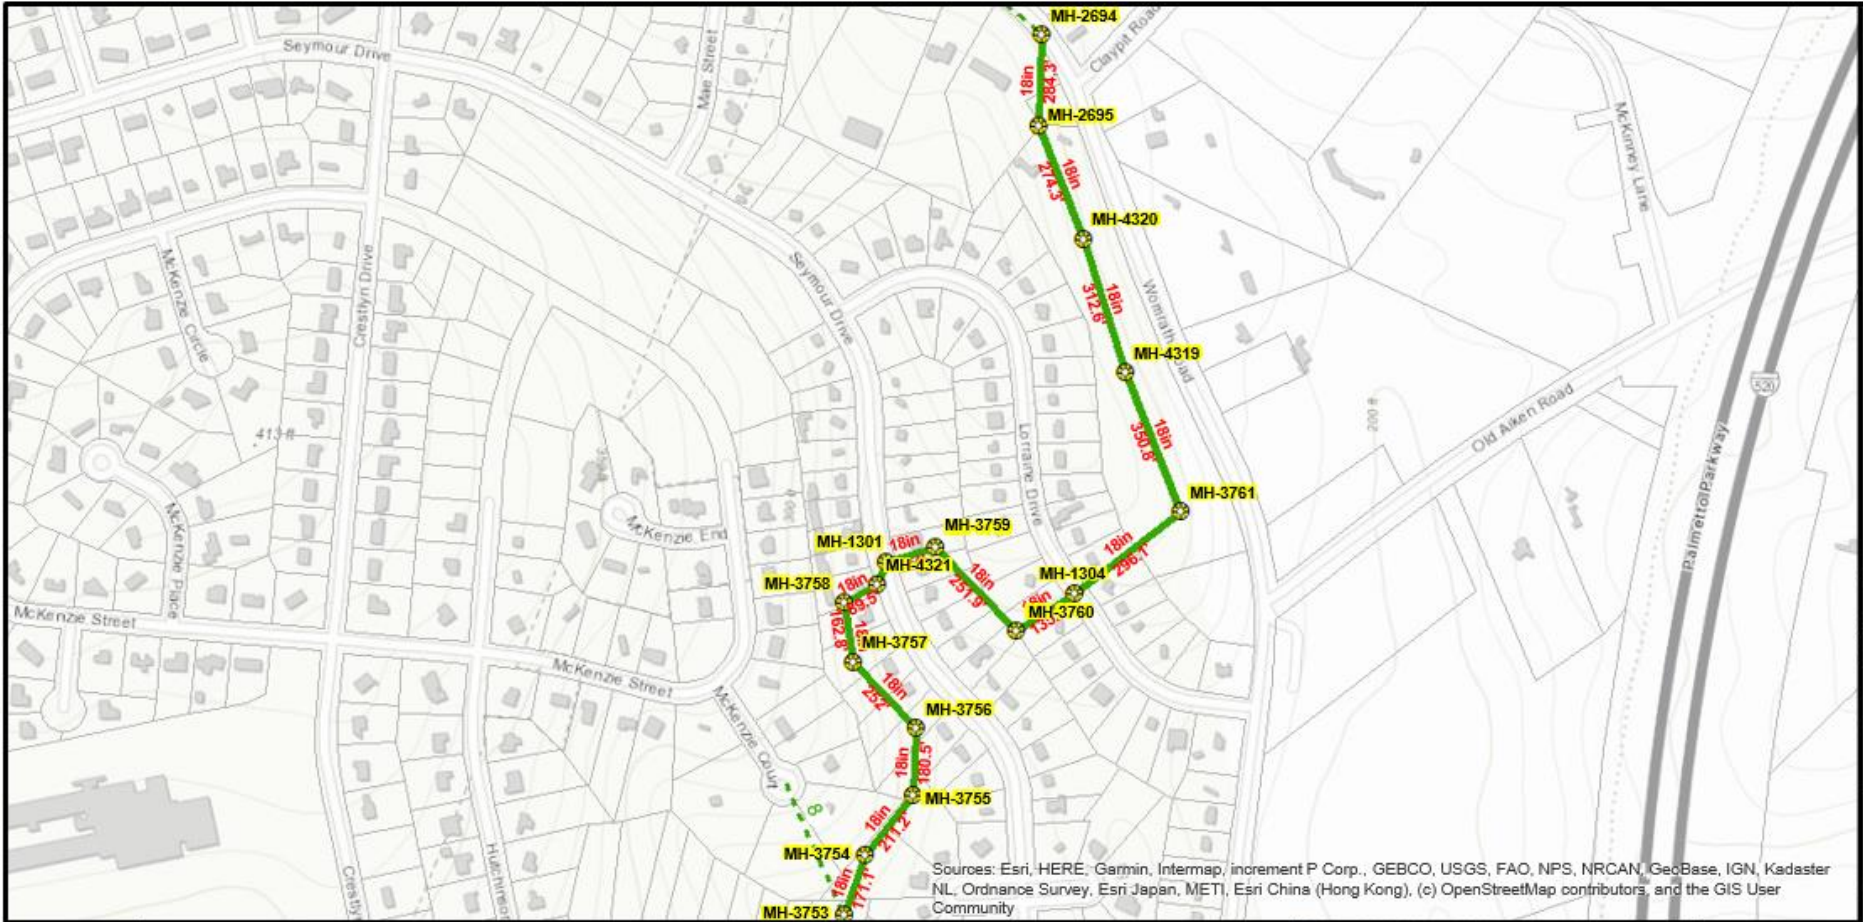 MH-2694
Claypit Road
Seymour Drive
Mae Street
18in
284.3'
MH-2695
McKinney Lane
18in
274.3'
MH-4320
McKenzie Circle
Crestlyn Drive
Seymour Drive
18in
312.6'
Womrath Road
MH-4319
520
18in
350.8'
200 ft
Old Aiken Road
413 ft
Lorraine Drive
Palmetto Parkway
MH-3761
McKenzie Place
McKenzie End
MH-3759
MH-1301
18in
MH-4321
18in
296.1'
MH-3758
18in
89.5'
18in
251.9'
MH-1304
18in
MH-3760
McKenzie Street
162.8'
MH-3757
McKenzie Street
18in
252'
McKenzie Court
MH-3756
18in
180.5'
MH-3755
8
18in
211.2'
MH-3754
18in
171.1'
MH-3753
Hutchinson
Crestlyn
Sources: Esri, HERE, Garmin, Intermap, increment P Corp., GEBCO, USGS, FAO, NPS, NRCAN, GeoBase, IGN, Kadaster
NL, Ordnance Survey, Esri Japan, METI, Esri China (Hong Kong), (c) OpenStreetMap contributors, and the GIS User
Community